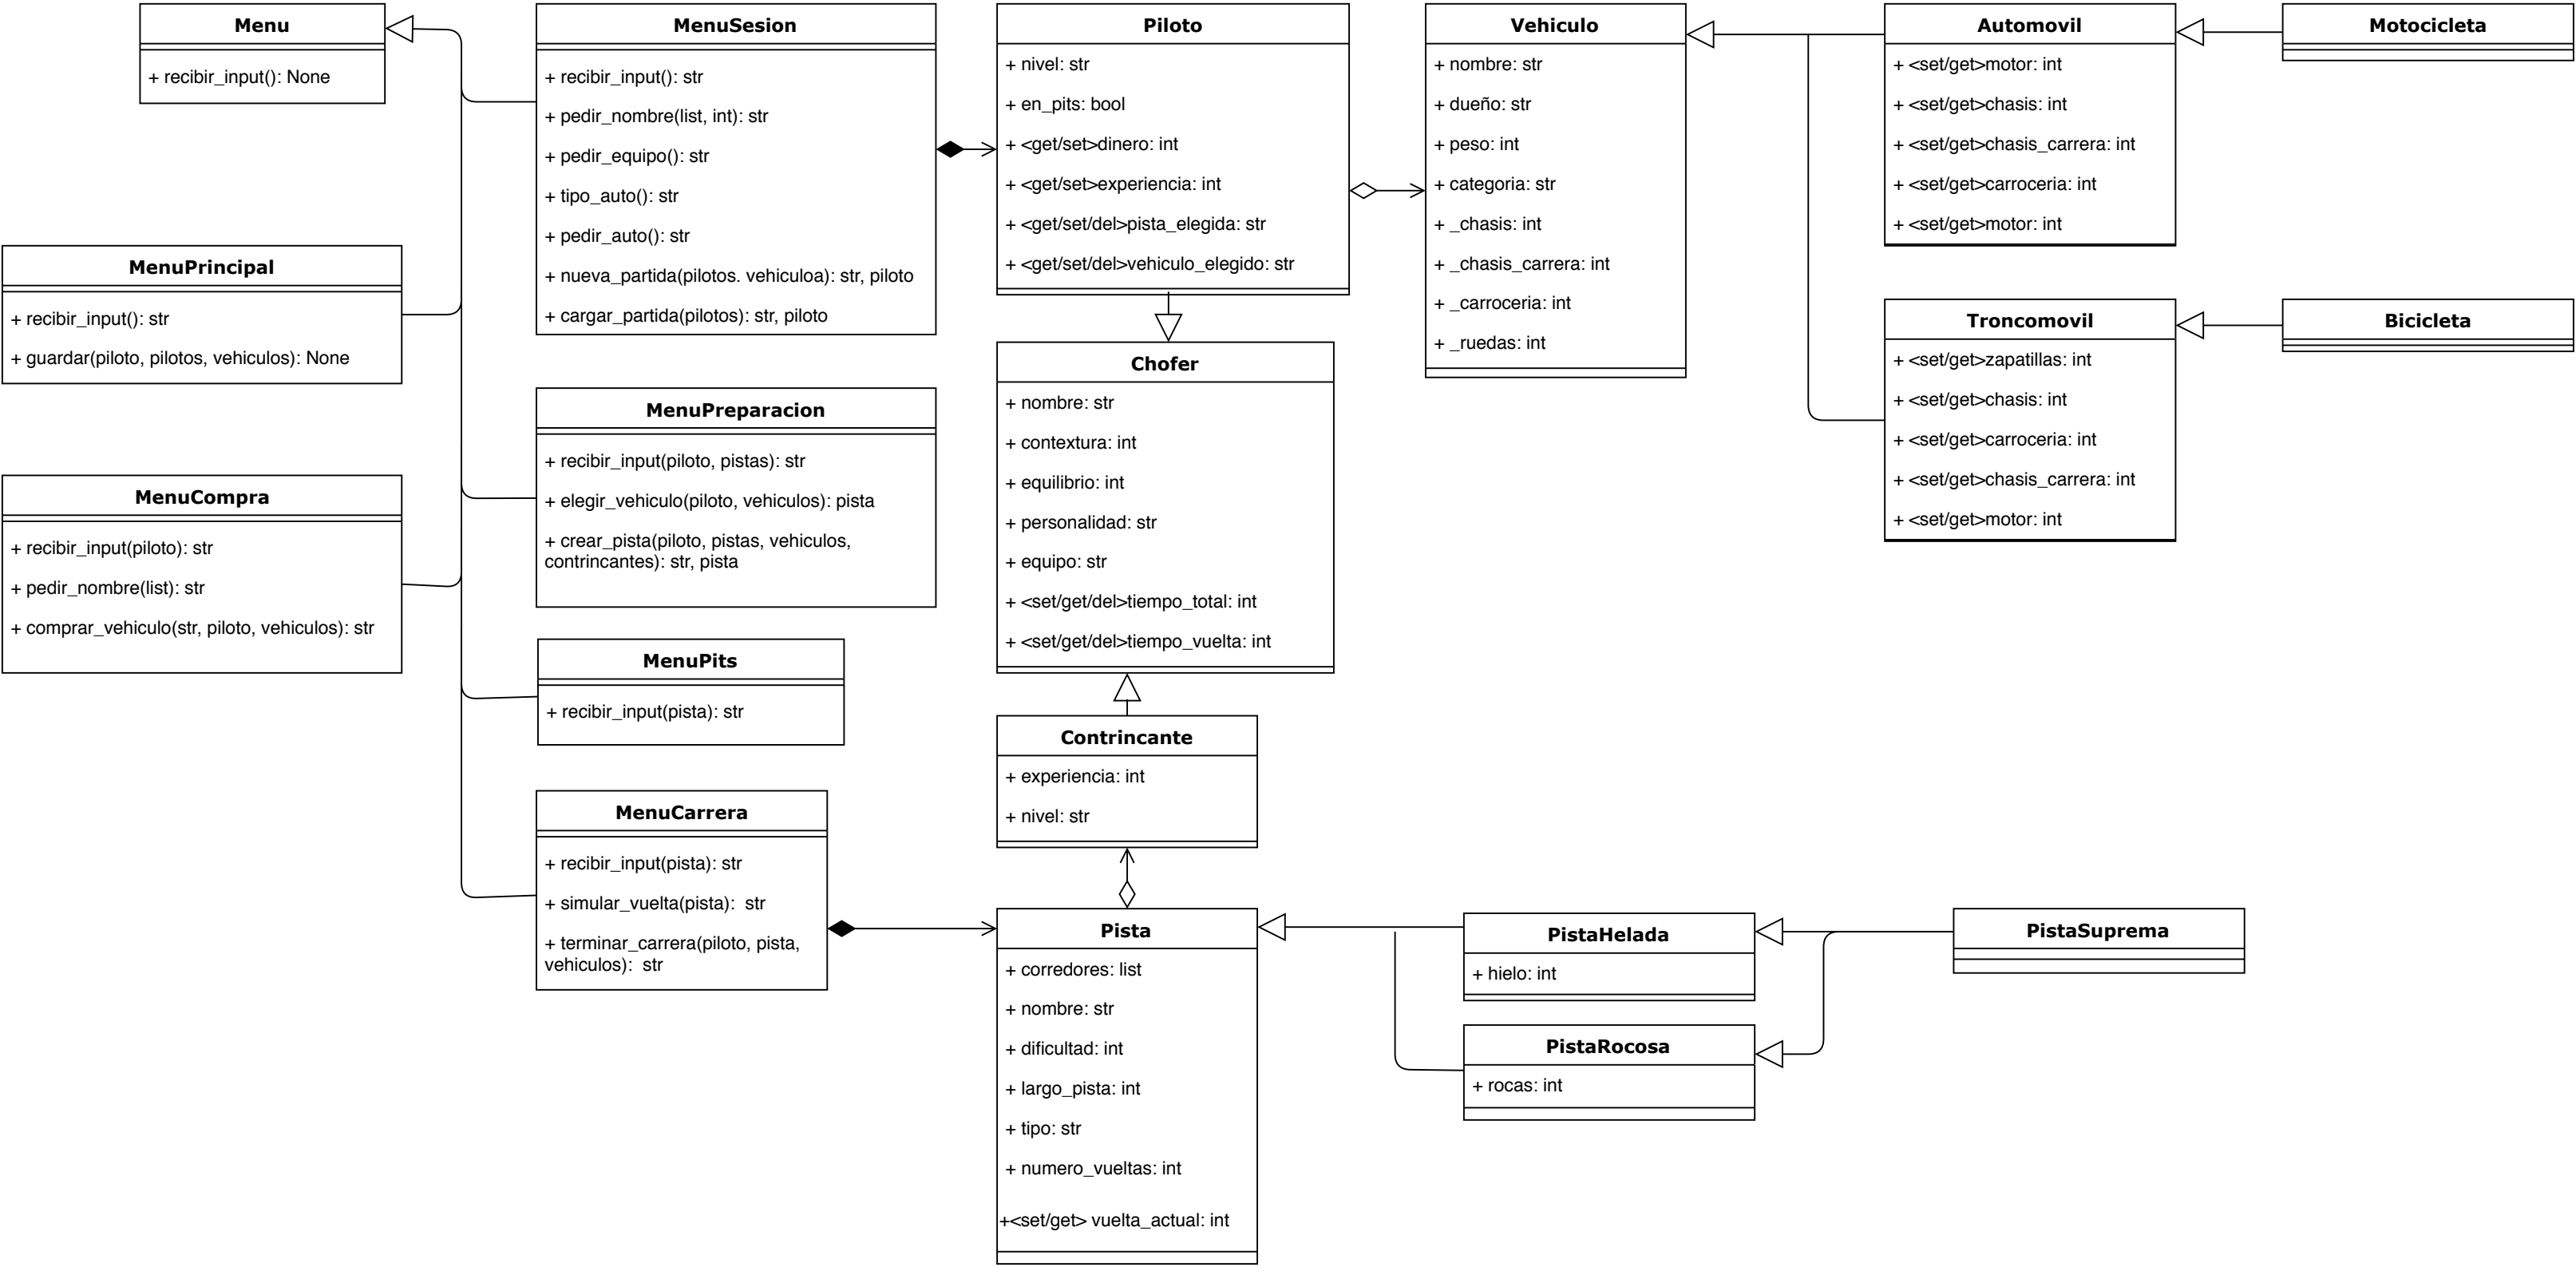 Menu
+ recibir_input(): None
MenuSesion
+ recibir_input(): str
+ pedir_nombre(list, int): str
+ pedir_equipo(): str
+ tipo_auto(): str
+ pedir_auto(): str
+ nueva_partida(pilotos. vehiculoa): str, piloto
+ cargar_partida(pilotos): str, piloto
Piloto
+ nivel: str
+ en_pits: bool
+ <get/set>dinero: int
+ <get/set>experiencia: int
+ <get/set/del>pista_elegida: str
+ <get/set/del>vehiculo_elegido: str
Vehiculo
+ nombre: str
+ dueño: str
+ peso: int
+ categoria: str
+ _chasis: int
+ _chasis_carrera: int
+ _carroceria: int
+ _ruedas: int
Automovil
+ <set/get>motor: int
+ <set/get>chasis: int
+ <set/get>chasis_carrera: int
+ <set/get>carroceria: int
+ <set/get>motor: int
Motocicleta
MenuPrincipal
+ recibir_input(): str
+ guardar(piloto, pilotos, vehiculos): None
Troncomovil
+ <set/get>zapatillas: int
+ <set/get>chasis: int
+ <set/get>carroceria: int
+ <set/get>chasis_carrera: int
+ <set/get>motor: int
Bicicleta
Chofer
+ nombre: str
+ contextura: int
+ equilibrio: int
+ personalidad: str
+ equipo: str
+ <set/get/del>tiempo_total: int
+ <set/get/del>tiempo_vuelta: int
MenuPreparacion
+ recibir_input(piloto, pistas): str
+ elegir_vehiculo(piloto, vehiculos): pista
+ crear_pista(piloto, pistas, vehiculos,
contrincantes): str, pista
MenuCompra
+ recibir_input(piloto): str
+ pedir_nombre(list): str
+ comprar_vehiculo(str, piloto, vehiculos): str
MenuPits
+ recibir_input(pista): str
Contrincante
+ experiencia: int
+ nivel: str
MenuCarrera
+ recibir_input(pista): str
+ simular_vuelta(pista):  str
+ terminar_carrera(piloto, pista,
vehiculos):  str
Pista
+ corredores: list
+ nombre: str
+ dificultad: int
+ largo_pista: int
+ tipo: str
+ numero_vueltas: int
+<set/get> vuelta_actual: int
PistaHelada
+ hielo: int
PistaSuprema
PistaRocosa
+ rocas: int